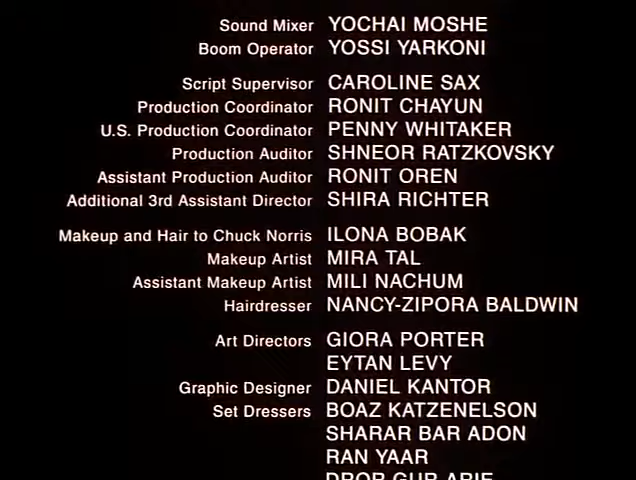 Sound Mixer YOCHAI MOSHE
Boom Operator YOSSI YARKONI
Script Supervisor CAROLINE SAX
Production Coordinator RONIT CHAYUN
U.S. Production Coordinator PENNY WHITAKER
Production Auditor SHNEOR RATZKOVSKY
Assistant Production Auditor RONIT OREN
Additional 3rd Assistant Director SHIRA RICHTER
Makeup and Hair to Chuck Norris ILONA BOBAK
Makeup Artist MIRA TAL
Assistant Makeup Artist MILI NACHUM
Hairdresser NANCY-ZIPORA BALDWIN
Art Directors GIORA PORTER
EYTAN LEVY
Graphic Designer DANIEL KANTOR
Set Dressers BOAZ KATZENELSON
SHARAR BAR ADON
RAN YAAR